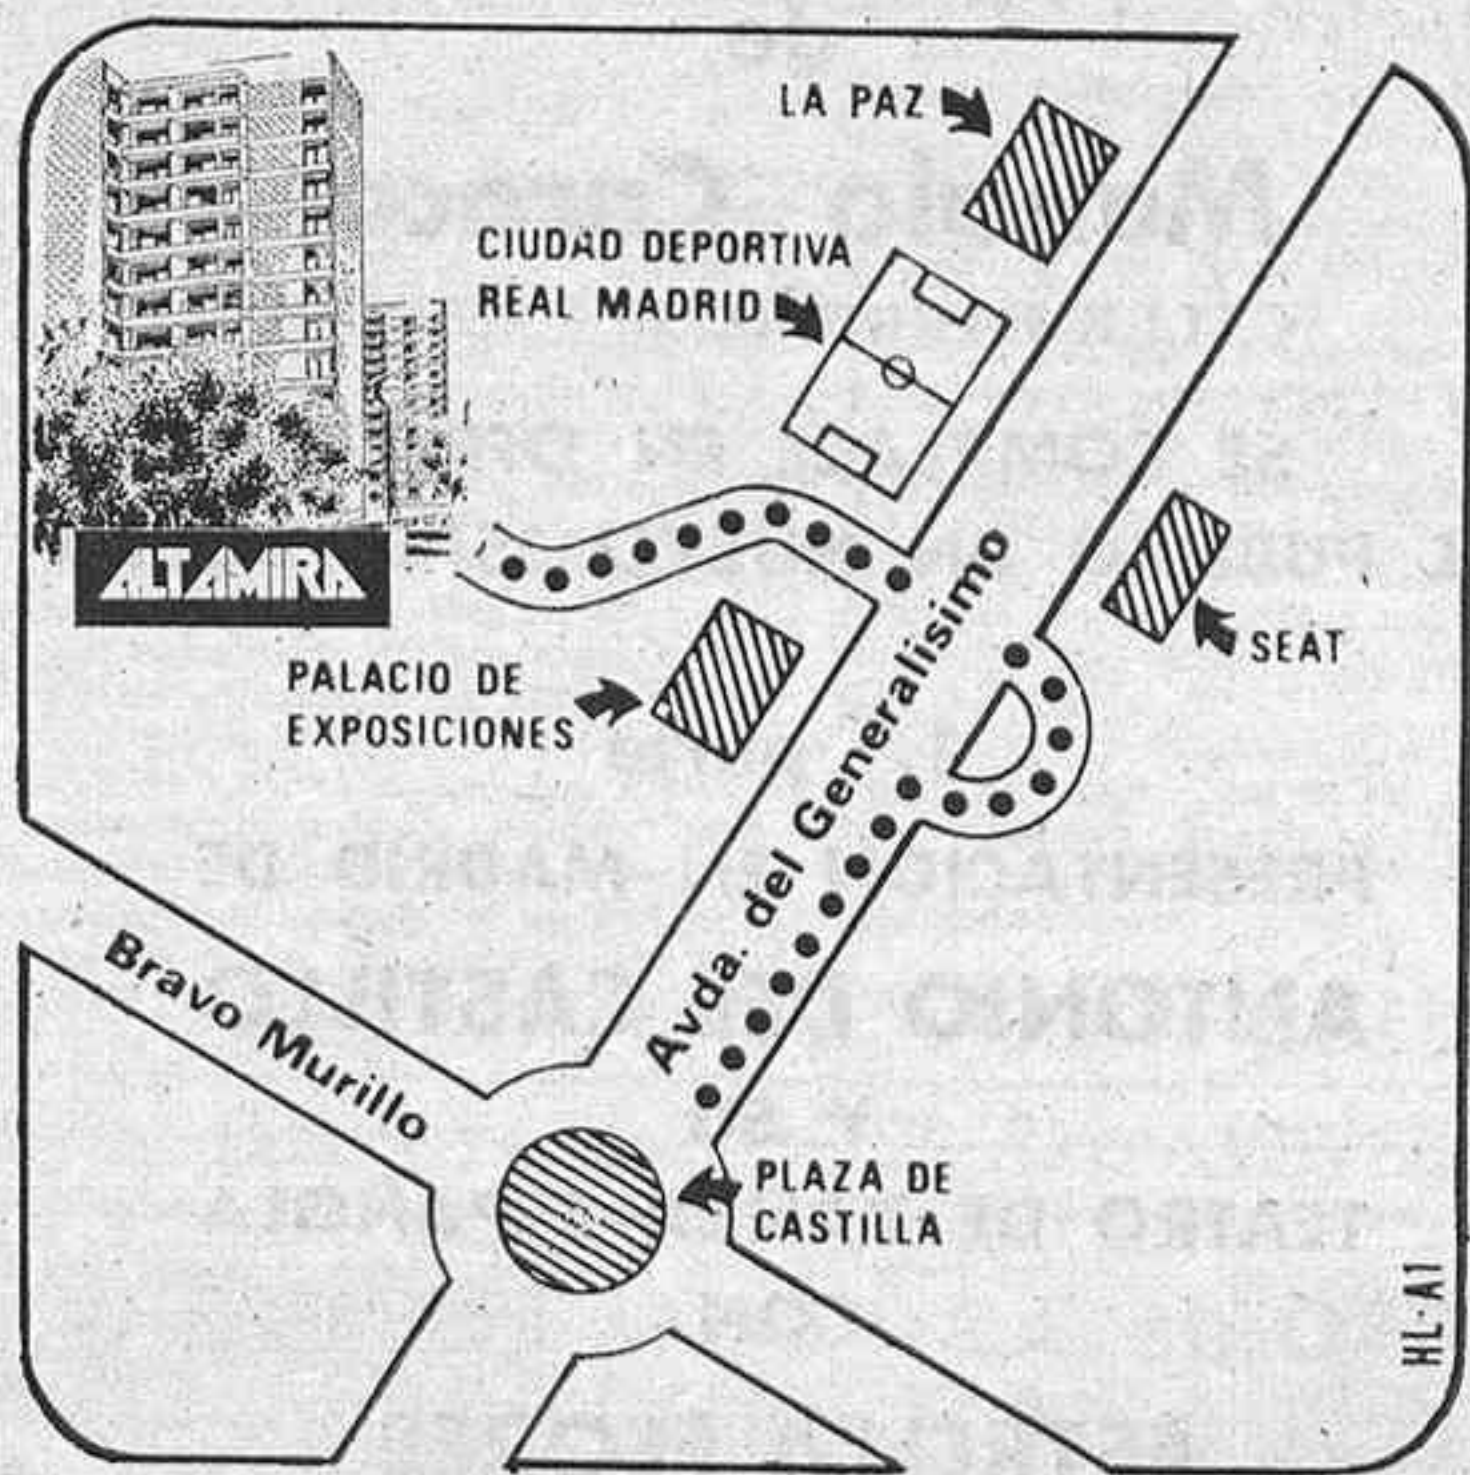 LA PAZ
CIUDAD DEPORTIVA
REAL MADRID
ALTAMIRA
SEAT
PALACIO DE
EXPOSICIONES
Avda. del Generalisimo
Bravo Murillo
PLAZA DE
CASTILLA
HL-A1